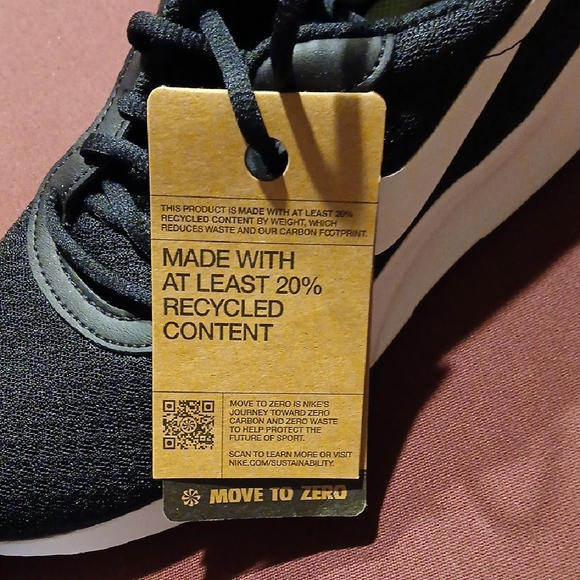 THIS PRODUCT IS MADE WITH AT LEAST 20%
RECYCLED CONTENT BY WEIGHT, WHICH
REDUCES WASTE AND OUR CARBON FOOTPRINT.
MADE WITH
AT LEAST 20%
RECYCLED
CONTENT
MOVE TO ZERO IS NIKE'S
JOURNEY TOWARD ZERO
CARBON AND ZERO WASTE
TO HELP PROTECT THE
FUTURE OF SPORT.
SCAN TO LEARN MORE OR VISIT
NIKE.COM/SUSTAINABILITY.
MOVE TO ZERO